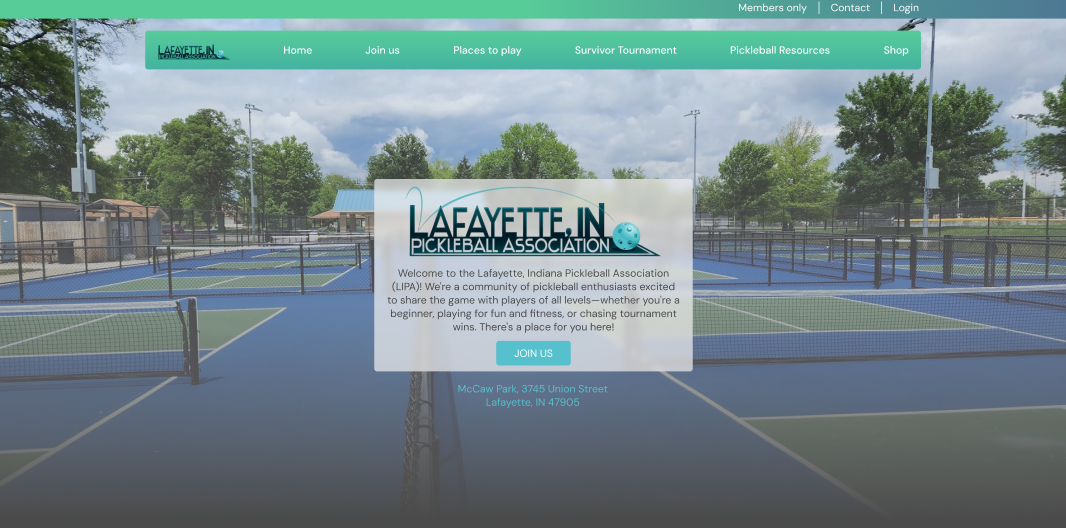 Members only | Contact | Login
LAFAYETTE, IN
PICKLEBALL ASSOCIATION
Home Join us Places to play Survivor Tournament Pickleball Resources Shop
LAFAYETTE, IN
PICKLEBALL ASSOCIATION
Welcome to the Lafayette, Indiana Pickleball Association
(LIPA)! We're a community of pickleball enthusiasts excited
to share the game with players of all levels—whether you're a
beginner, playing for fun and fitness, or chasing tournament
wins. There's a place for you here!
JOIN US
McCaw Park, 3745 Union Street
Lafayette, IN 47905